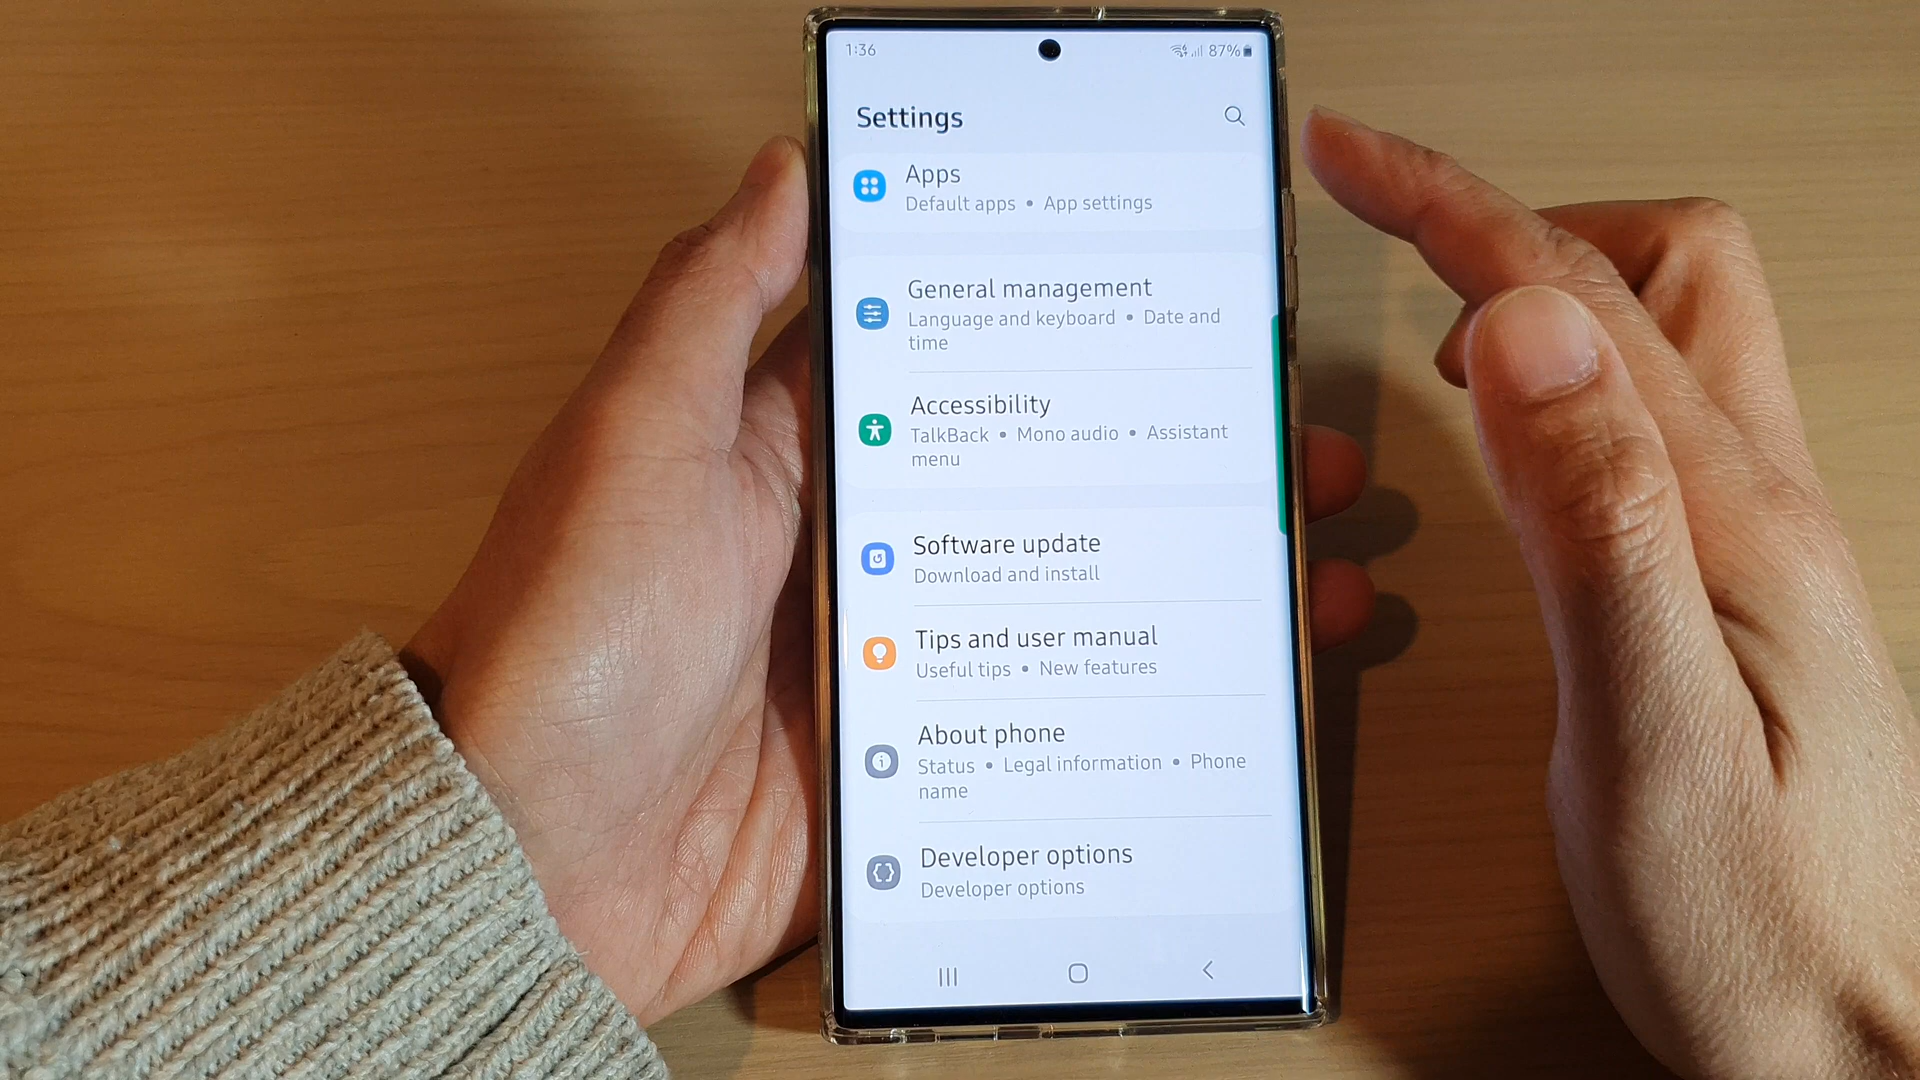 1:36 87%
Settings
Apps
Default apps • App settings
General management
Language and keyboard • Date and
time
Accessibility
TalkBack • Mono audio • Assistant
menu
Software update
Download and install
Tips and user manual
Useful tips • New features
About phone
Status • Legal information • Phone
name
Developer options
Developer options